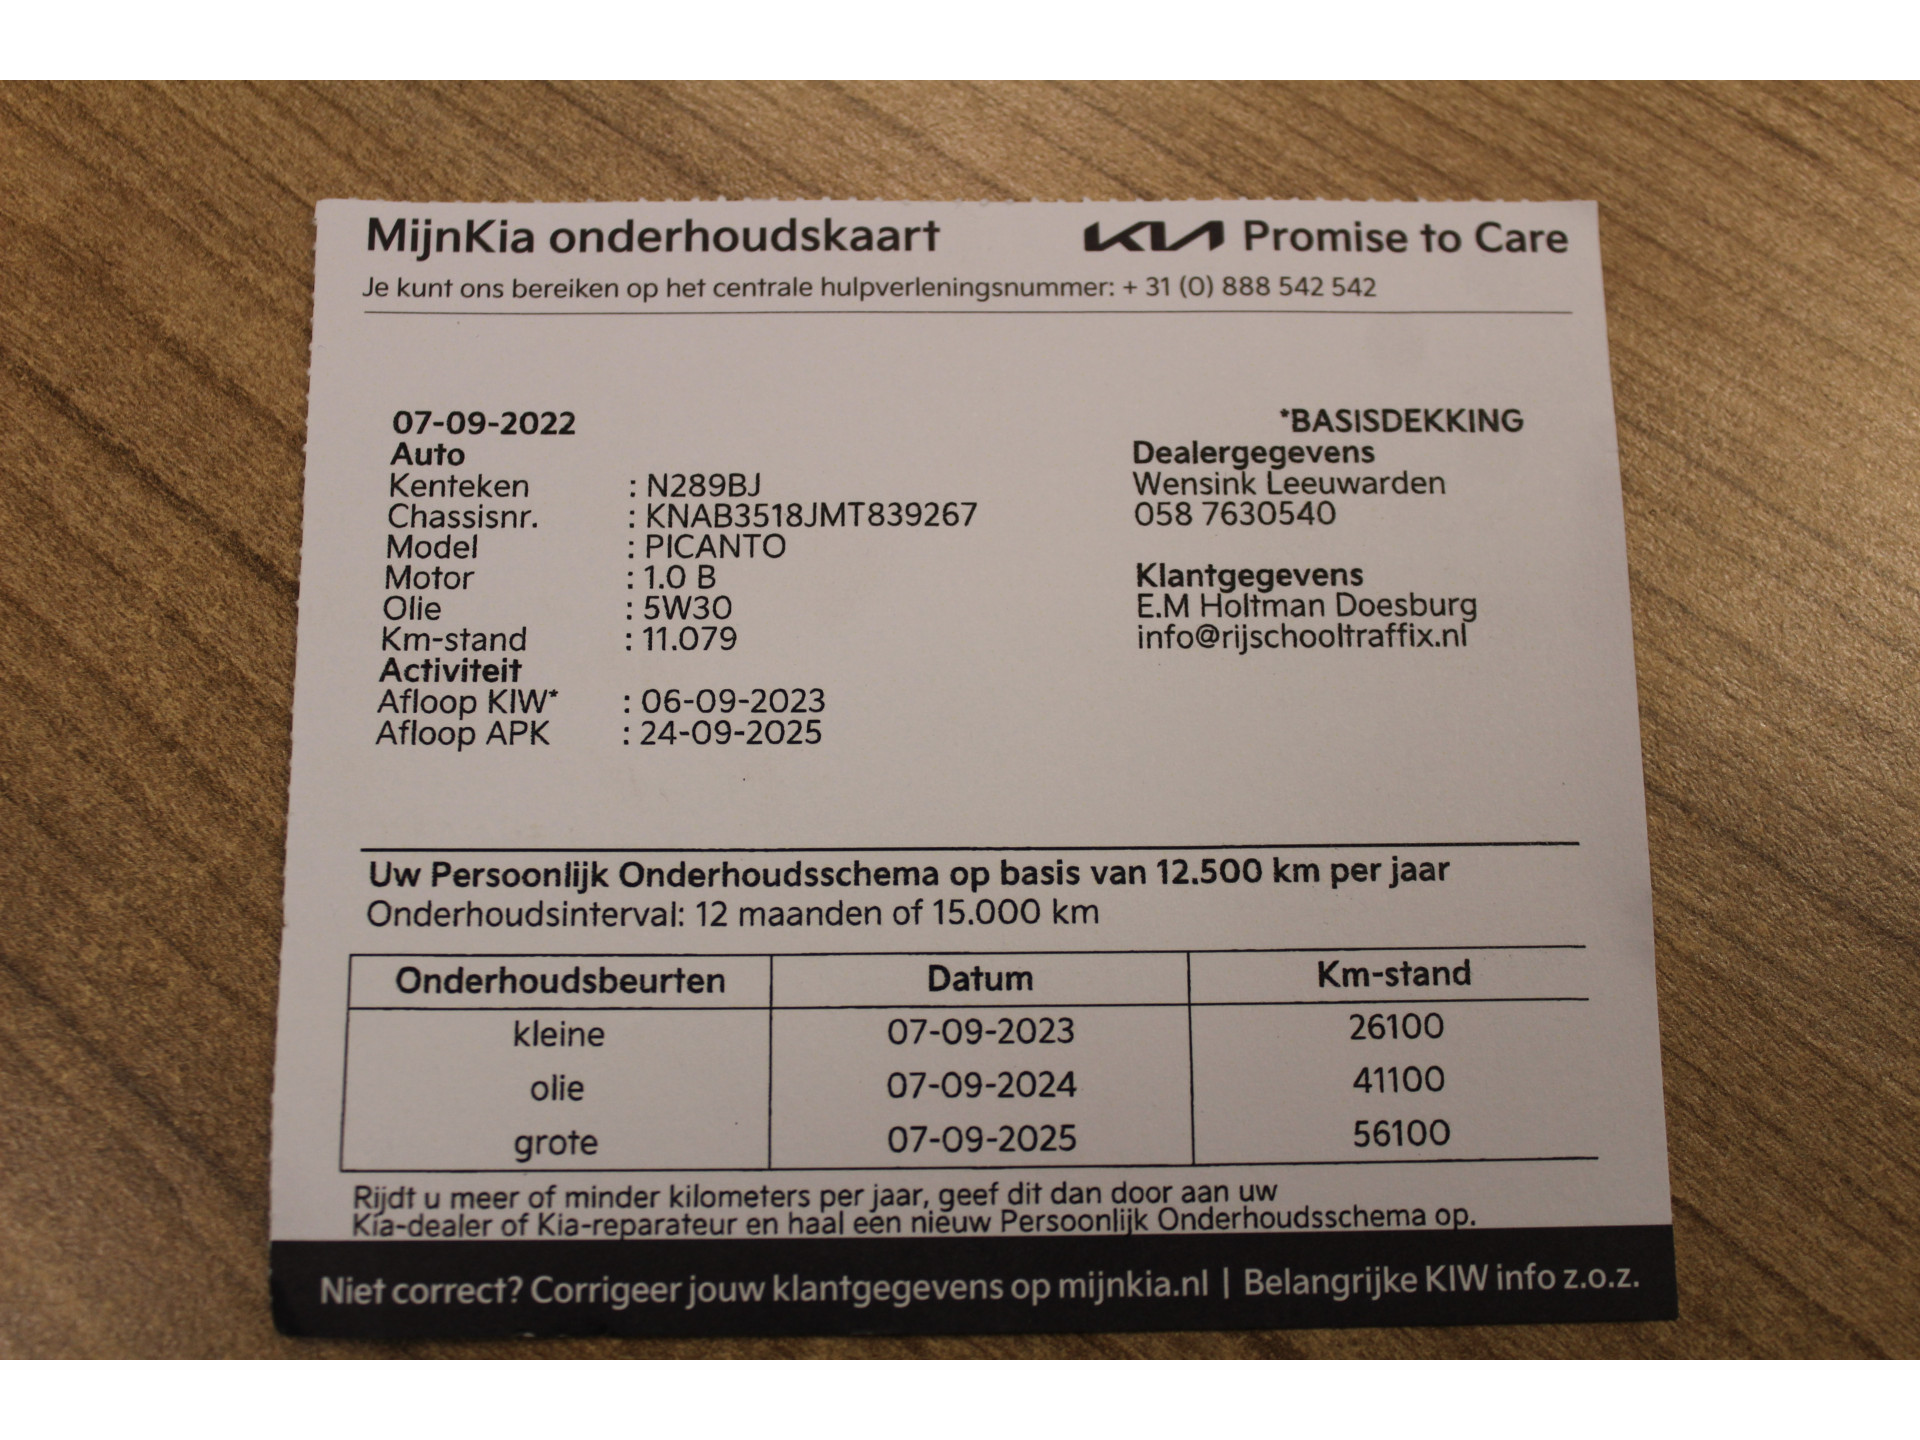 MijnKia onderhoudskaart KIA Promise to Care
Je kunt ons bereiken op het centrale hulpverleningsnummer: + 31 (0) 888 542 542
07-09-2022 *BASISDEKKING
Auto Dealergegevens
Kenteken : N289BJ Wensink Leeuwarden
Chassisnr. : KNAB3518JMT839267 058 7630540
Model : PICANTO
Motor : 1.0 B Klantgegevens
Olie : 5W30 E.M Holtman Doesburg
Km-stand : 11.079 info@rijschooltraffix.nl
Activiteit
Afloop KIW* : 06-09-2023
Afloop APK : 24-09-2025
Uw Persoonlijk Onderhoudsschema op basis van 12.500 km per jaar
Onderhoudsinterval: 12 maanden of 15.000 km
Onderhoudsbeurten Datum Km-stand
kleine 07-09-2023 26100
olie 07-09-2024 41100
grote 07-09-2025 56100
Rijdt u meer of minder kilometers per jaar, geef dit dan door aan uw
Kia-dealer of Kia-reparateur en haal een nieuw Persoonlijk Onderhoudsschema op.
Niet correct? Corrigeer jouw klantgegevens op mijnkia.nl | Belangrijke KIW info z.o.z.